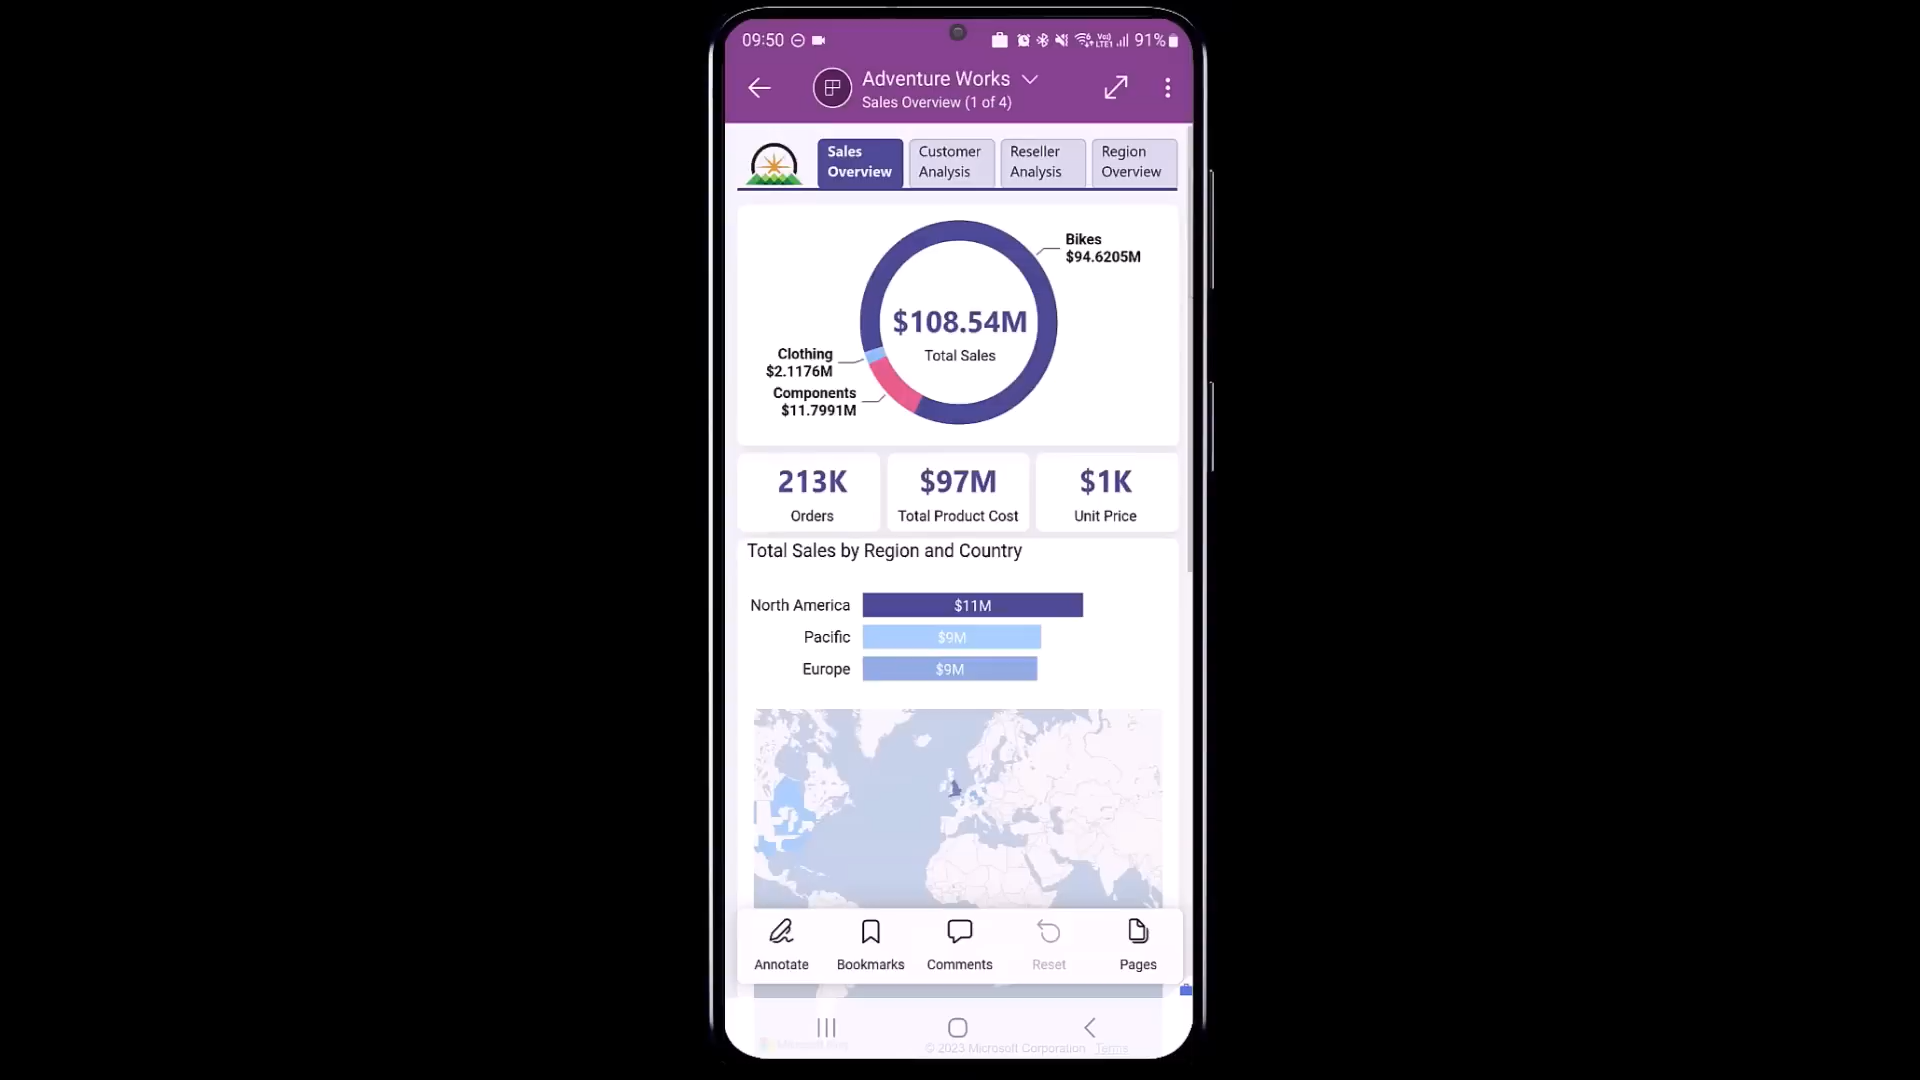 09:50 91%
Adventure Works
Sales Overview (1 of 4)
Sales
Overview
Customer
Analysis
Reseller
Analysis
Region
Overview
Bikes
$94.6205M
$108.54M
Total Sales
Clothing
$2.1176M
Components
$11.7991M
213K
Orders
$97M
Total Product Cost
$1K
Unit Price
Total Sales by Region and Country
North America $11M
Pacific $9M
Europe $9M
Annotate
Bookmarks
Comments
Reset
Pages
Microsoft Bing
© 2023 Microsoft Corporation Terms